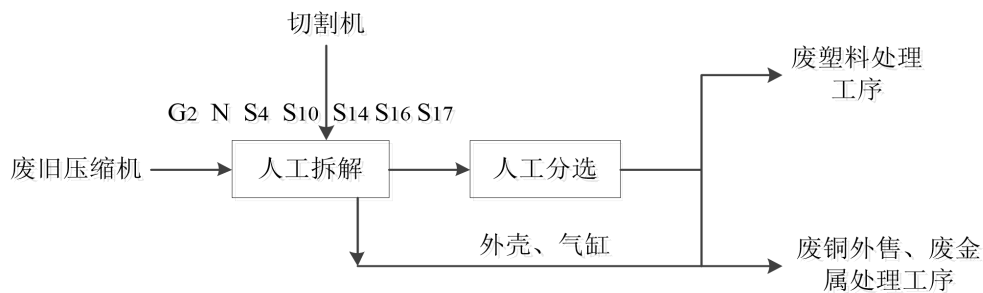 切割机
废塑料处理
工序
G2 N S4 S10 S14 S16 S17
废旧压缩机
人工拆解
人工分选
外壳、气缸
废铜外售、废金
属处理工序